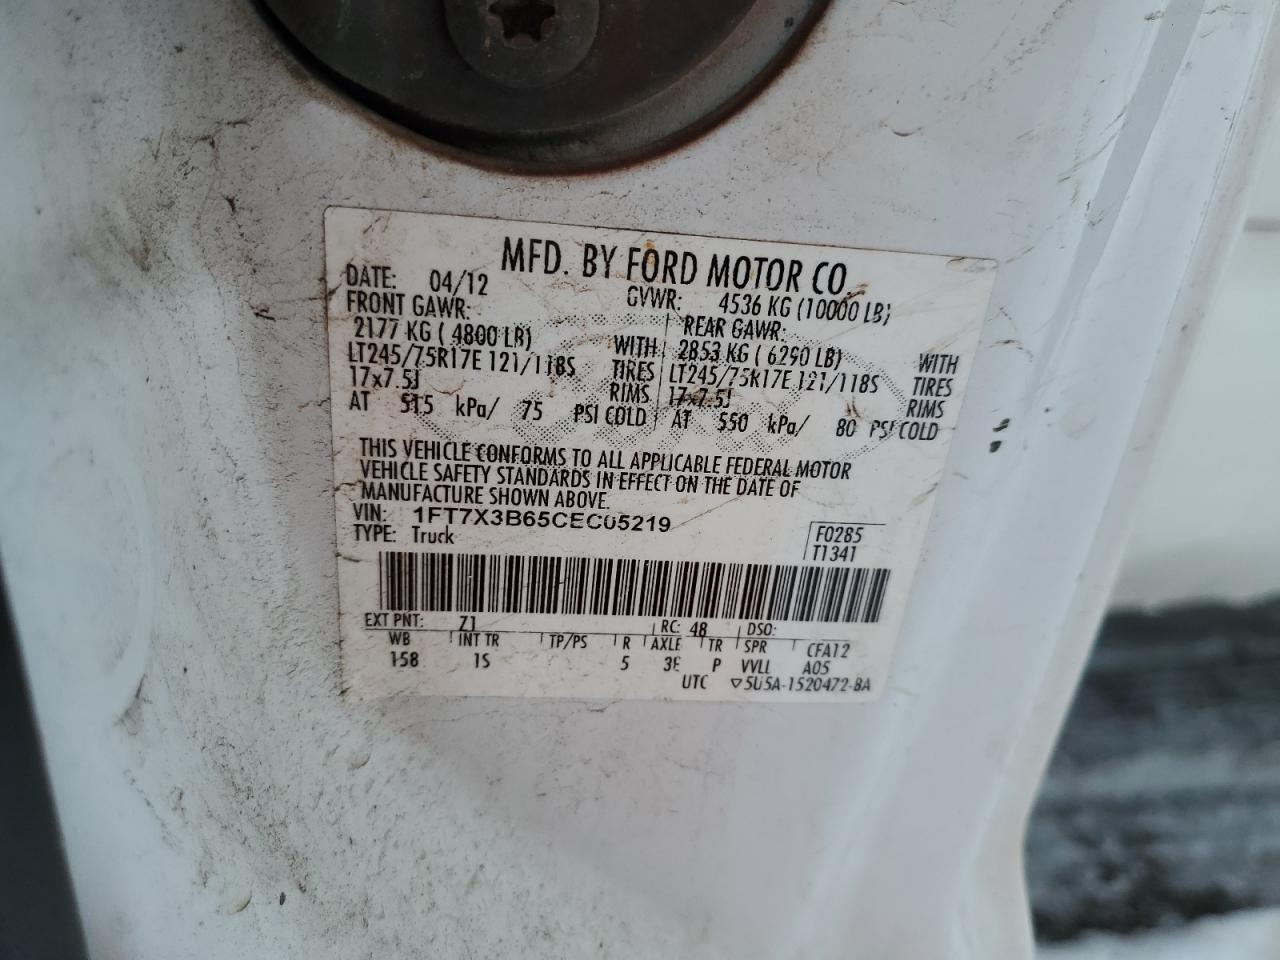 MFD. BY FORD MOTOR CO.
DATE: 04/12 GVWR: 4536 KG (10000 LB)
FRONT GAWR: REAR GAWR:
2177 KG ( 4800 LB) WITH 2853 KG ( 6290 LB) WITH
LT245/75R17E 121/118S TIRES LT245/75R17E 121/118S TIRES
17x7.5J RIMS 17x7.5J RIMS
AT 515 kPa/ 75 PSI COLD AT 550 kPa/ 80 PSI COLD
THIS VEHICLE CONFORMS TO ALL APPLICABLE FEDERAL MOTOR
VEHICLE SAFETY STANDARDS IN EFFECT ON THE DATE OF
MANUFACTURE SHOWN ABOVE.
VIN: 1FT7X3B65CEC05219
TYPE: Truck
F0285
T1341
EXT PNT: Z1 RC: 48 DSO:
WB INT TR TP/PS R AXLE TR SPR CFA12
158 1S 5 3E P VVLL A05
UTC ▽5U5A-1520472-BA